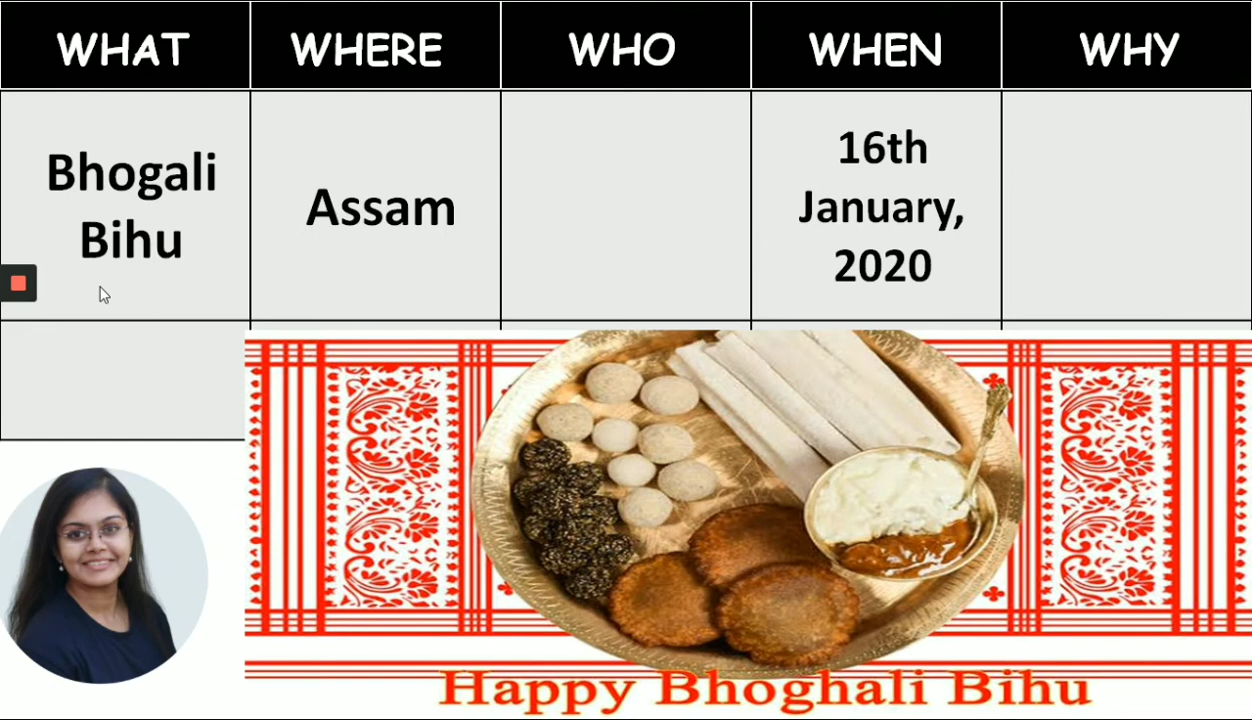 WHAT WHERE WHO WHEN WHY
Bhogali
Bihu
Assam
16th
January,
2020
Happy Bhoghali Bihu